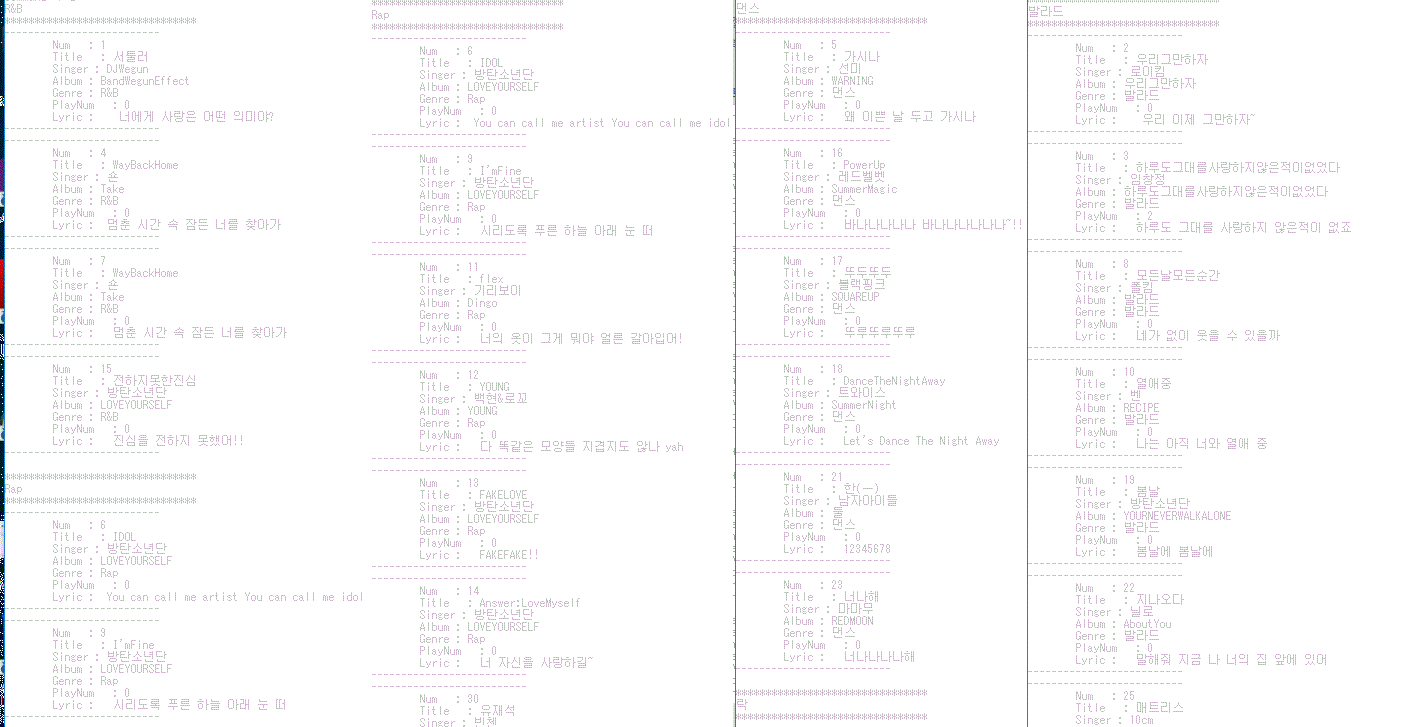 R&B
********************************
--------------------------
Num : 1
Title : 서툴러
Singer : DJWegun
Album : BandWegunEffect
Genre : R&B
PlayNum : 0
Lyric : 너에게 사랑은 어떤 의미야?
--------------------------
--------------------------
Num : 4
Title : WayBackHome
Singer : 숀
Album : Take
Genre : R&B
PlayNum : 0
Lyric : 멈춘 시간 속 잠든 너를 찾아가
--------------------------
--------------------------
Num : 7
Title : WayBackHome
Singer : 숀
Album : Take
Genre : R&B
PlayNum : 0
Lyric : 멈춘 시간 속 잠든 너를 찾아가
--------------------------
--------------------------
Num : 15
Title : 전하지못한진심
Singer : 방탄소년단
Album : LOVEYOURSELF
Genre : R&B
PlayNum : 0
Lyric : 진심을 전하지 못했어!!
--------------------------
********************************
Rap
********************************
--------------------------
Num : 6
Title : IDOL
Singer : 방탄소년단
Album : LOVEYOURSELF
Genre : Rap
PlayNum : 0
Lyric : You can call me artist You can call me idol
--------------------------
--------------------------
Num : 9
Title : I'mFine
Singer : 방탄소년단
Album : LOVEYOURSELF
Genre : Rap
PlayNum : 0
Lyric : 시리도록 푸른 하늘 아래 눈 떠
--------------------------
********************************
Rap
********************************
--------------------------
Num : 6
Title : IDOL
Singer : 방탄소년단
Album : LOVEYOURSELF
Genre : Rap
PlayNum : 0
Lyric : You can call me artist You can call me idol
--------------------------
--------------------------
Num : 9
Title : I'mFine
Singer : 방탄소년단
Album : LOVEYOURSELF
Genre : Rap
PlayNum : 0
Lyric : 시리도록 푸른 하늘 아래 눈 떠
--------------------------
--------------------------
Num : 11
Title : flex
Singer : 기리보이
Album : Dingo
Genre : Rap
PlayNum : 0
Lyric : 너의 옷이 그게 뭐야 얼른 갈아입어!
--------------------------
--------------------------
Num : 12
Title : YOUNG
Singer : 백현&로꼬
Album : YOUNG
Genre : Rap
PlayNum : 0
Lyric : 다 똑같은 모양들 지겹지도 않나 yah
--------------------------
--------------------------
Num : 13
Title : FAKELOVE
Singer : 방탄소년단
Album : LOVEYOURSELF
Genre : Rap
PlayNum : 0
Lyric : FAKEFAKE!!
--------------------------
--------------------------
Num : 14
Title : Answer:LoveMyself
Singer : 방탄소년단
Album : LOVEYOURSELF
Genre : Rap
PlayNum : 0
Lyric : 너 자신을 사랑하길~
--------------------------
--------------------------
Num : 30
Title : 유재석
Singer : 빈첸
댄스
********************************
--------------------------
Num : 5
Title : 가시나
Singer : 선미
Album : WARNING
Genre : 댄스
PlayNum : 0
Lyric : 왜 이쁜 날 두고 가시나
--------------------------
--------------------------
Num : 16
Title : PowerUp
Singer : 레드벨벳
Album : SummerMagic
Genre : 댄스
PlayNum : 0
Lyric : 바나나나나나 바나나나나나나~!!
--------------------------
--------------------------
Num : 17
Title : 뚜두뚜두
Singer : 블랙핑크
Album : SQUAREUP
Genre : 댄스
PlayNum : 0
Lyric : 뚜루뚜루뚜루
--------------------------
--------------------------
Num : 18
Title : DanceTheNightAway
Singer : 트와이스
Album : SummerNight
Genre : 댄스
PlayNum : 0
Lyric : Let's Dance The Night Away
--------------------------
--------------------------
Num : 21
Title : 한(一)
Singer : 남자아이들
Album : 둘
Genre : 댄스
PlayNum : 0
Lyric : 12345678
--------------------------
--------------------------
Num : 23
Title : 너나해
Singer : 마마무
Album : REDMOON
Genre : 댄스
PlayNum : 0
Lyric : 너나나나나해
--------------------------
********************************
락
********************************
발라드
********************************
--------------------------
Num : 2
Title : 우리그만하자
Singer : 로이킴
Album : 우리그만하자
Genre : 발라드
PlayNum : 0
Lyric : 우리 이제 그만하자~
--------------------------
--------------------------
Num : 3
Title : 하루도그대를사랑하지않은적이없었다
Singer : 임창정
Album : 하루도그대를사랑하지않은적이없었다
Genre : 발라드
PlayNum : 2
Lyric : 하루도 그대를 사랑하지 않은적이 없죠
--------------------------
--------------------------
Num : 8
Title : 모든날모든순간
Singer : 폴킴
Album : 발라드
Genre : 발라드
PlayNum : 0
Lyric : 네가 없이 웃을 수 있을까
--------------------------
--------------------------
Num : 10
Title : 열애중
Singer : 벤
Album : RECIPE
Genre : 발라드
PlayNum : 0
Lyric : 나는 아직 너와 열애 중
--------------------------
--------------------------
Num : 19
Title : 봄날
Singer : 방탄소년단
Album : YOURNEVERWALKALONE
Genre : 발라드
PlayNum : 0
Lyric : 봄날에 봄날에
--------------------------
--------------------------
Num : 22
Title : 지나오다
Singer : 닐로
Album : AboutYou
Genre : 발라드
PlayNum : 0
Lyric : 말해줘 지금 나 너의 집 앞에 있어
--------------------------
--------------------------
Num : 25
Title : 매트리스
Singer : 10cm